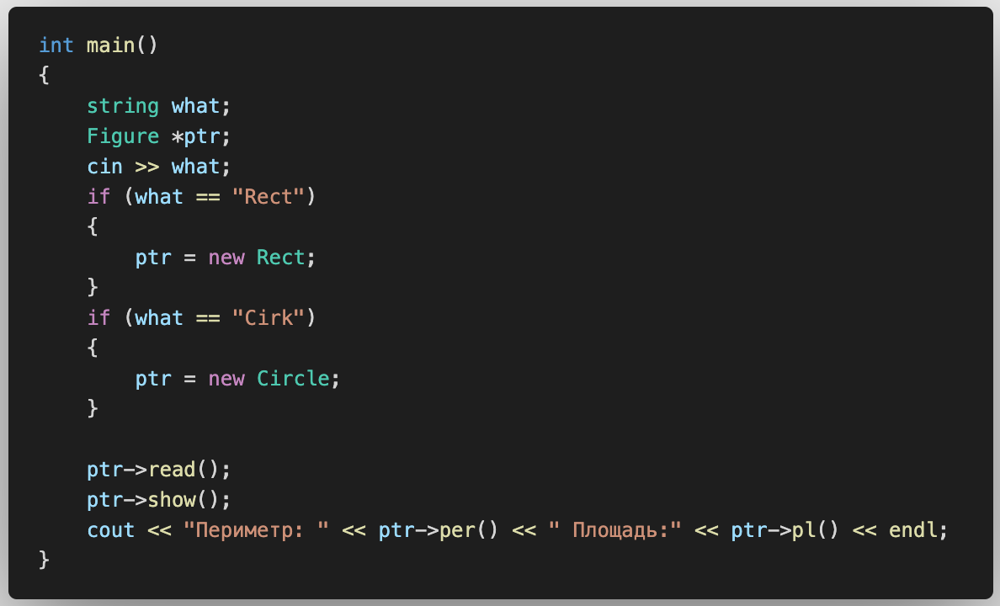 int main()
{
    string what;
    Figure *ptr;
    cin >> what;
    if (what == "Rect")
    {
        ptr = new Rect;
    }
    if (what == "Cirk")
    {
        ptr = new Circle;
    }

    ptr->read();
    ptr->show();
    cout << "Периметр: " << ptr->per() << " Площадь:" << ptr->pl() << endl;
}